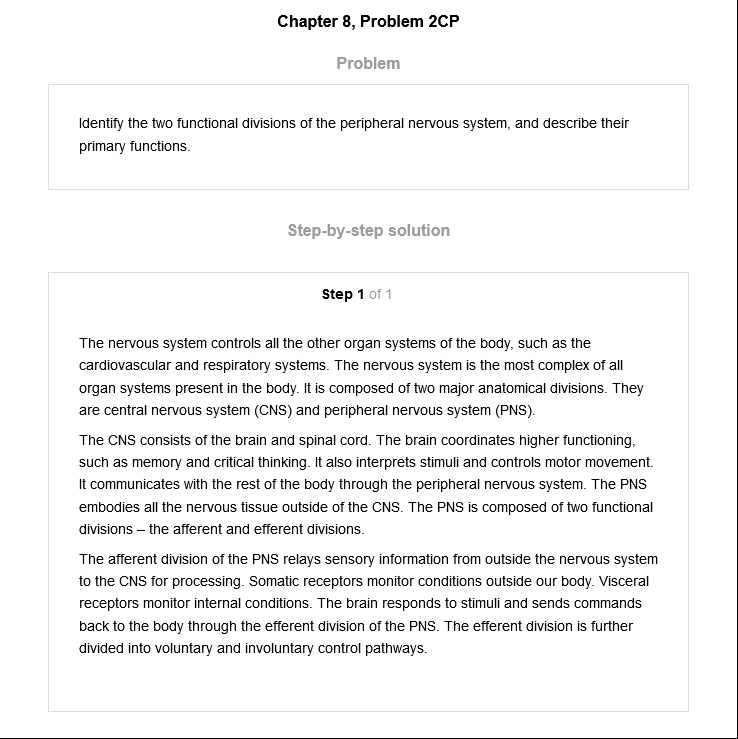 Chapter 8, Problem 2CP
Problem
Identify the two functional divisions of the peripheral nervous system, and describe their
primary functions.
Step-by-step solution
Step 1 of 1
The nervous system controls all the other organ systems of the body, such as the
cardiovascular and respiratory systems. The nervous system is the most complex of all
organ systems present in the body. It is composed of two major anatomical divisions. They
are central nervous system (CNS) and peripheral nervous system (PNS).
The CNS consists of the brain and spinal cord. The brain coordinates higher functioning,
such as memory and critical thinking. It also interprets stimuli and controls motor movement.
It communicates with the rest of the body through the peripheral nervous system. The PNS
embodies all the nervous tissue outside of the CNS. The PNS is composed of two functional
divisions – the afferent and efferent divisions.
The afferent division of the PNS relays sensory information from outside the nervous system
to the CNS for processing. Somatic receptors monitor conditions outside our body. Visceral
receptors monitor internal conditions. The brain responds to stimuli and sends commands
back to the body through the efferent division of the PNS. The efferent division is further
divided into voluntary and involuntary control pathways.